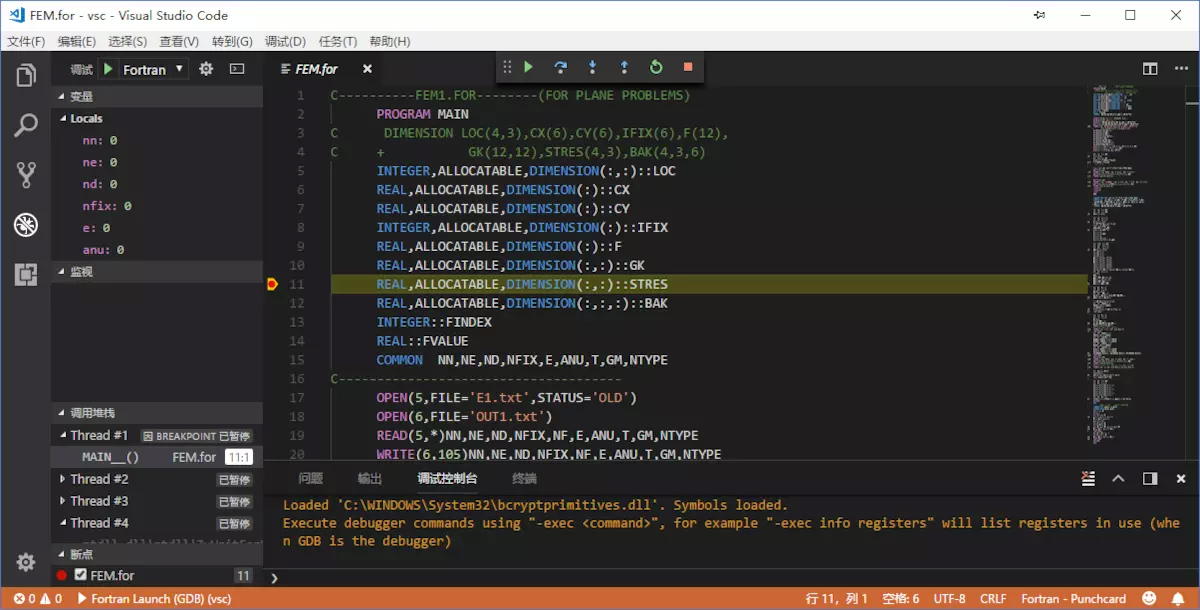 FEM.for - vsc - Visual Studio Code
文件(F) 编辑(E) 选择(S) 查看(V) 转到(G) 调试(D) 任务(T) 帮助(H)
调试 Fortran
变量
Locals
nn: 0
ne: 0
nd: 0
nfix: 0
e: 0
anu: 0
监视
调用堆栈
Thread #1 因 BREAKPOINT 已暂停
MAIN__() FEM.for 11:1
Thread #2 已暂停
Thread #3 已暂停
Thread #4 已暂停
断点
FEM.for 11
FEM.for
1 C----------FEM1.FOR--------(FOR PLANE PROBLEMS)
2 PROGRAM MAIN
3 C DIMENSION LOC(4,3),CX(6),CY(6),IFIX(6),F(12),
4 C + GK(12,12),STRES(4,3),BAK(4,3,6)
5 INTEGER,ALLOCATABLE,DIMENSION(:,:)::LOC
6 REAL,ALLOCATABLE,DIMENSION(:)::CX
7 REAL,ALLOCATABLE,DIMENSION(:)::CY
8 INTEGER,ALLOCATABLE,DIMENSION(:)::IFIX
9 REAL,ALLOCATABLE,DIMENSION(:)::F
10 REAL,ALLOCATABLE,DIMENSION(:,:)::GK
11 REAL,ALLOCATABLE,DIMENSION(:,:)::STRES
12 REAL,ALLOCATABLE,DIMENSION(:,:,:)::BAK
13 INTEGER::FINDEX
14 REAL::FVALUE
15 COMMON NN,NE,ND,NFIX,E,ANU,T,GM,NTYPE
16 C-------------------------------------
17 OPEN(5,FILE='E1.txt',STATUS='OLD')
18 OPEN(6,FILE='OUT1.txt')
19 READ(5,*)NN,NE,ND,NFIX,NF,E,ANU,T,GM,NTYPE
20 WRITE(6,105)NN,NE,ND,NFIX,NF,E,ANU,T,GM,NTYPE
问题 输出 调试控制台 终端
Loaded 'C:\WINDOWS\System32\bcryptprimitives.dll'. Symbols loaded.
Execute debugger commands using "-exec <command>", for example "-exec info registers" will list registers in use (whe
n GDB is the debugger)
0 0 Fortran Launch (GDB) (vsc) 行 11，列 1 空格: 6 UTF-8 CRLF Fortran - Punchcard